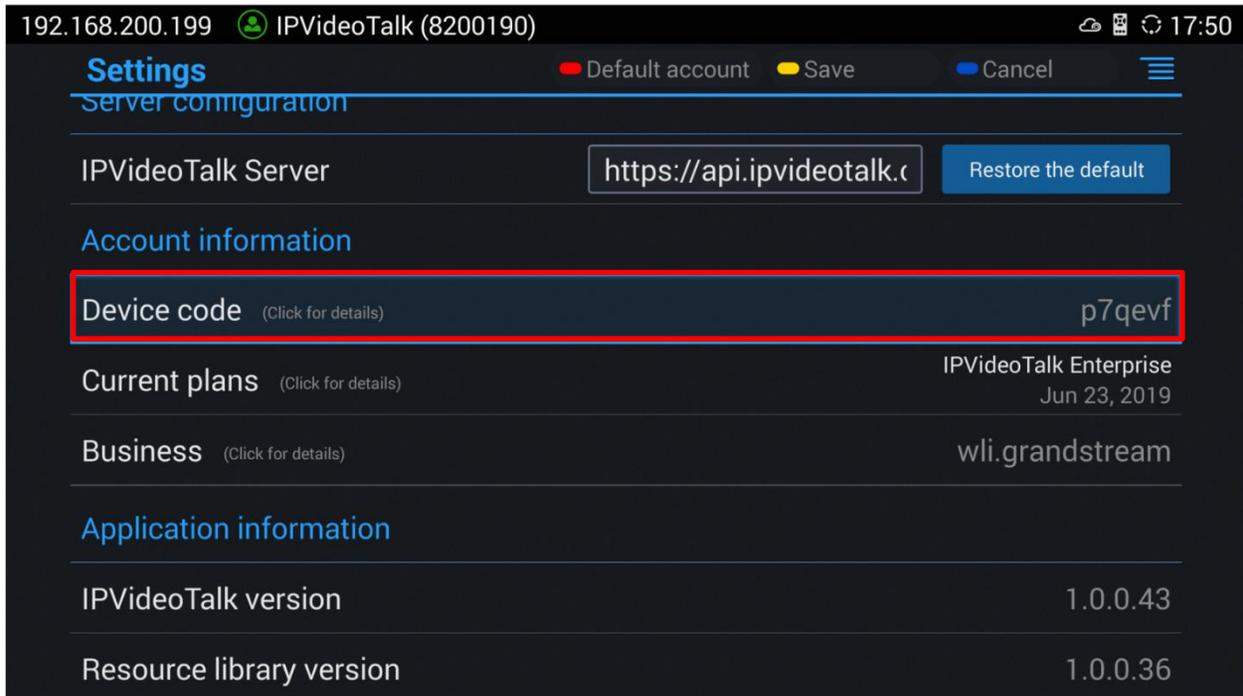 192.168.200.199 IPVideoTalk (8200190) 17:50
Settings Default account Save Cancel
Server configuration
IPVideoTalk Server https://api.ipvideotalk.c Restore the default
Account information
Device code (Click for details) p7qevf
Current plans (Click for details) IPVideoTalk Enterprise
Jun 23, 2019
Business (Click for details) wli.grandstream
Application information
IPVideoTalk version 1.0.0.43
Resource library version 1.0.0.36